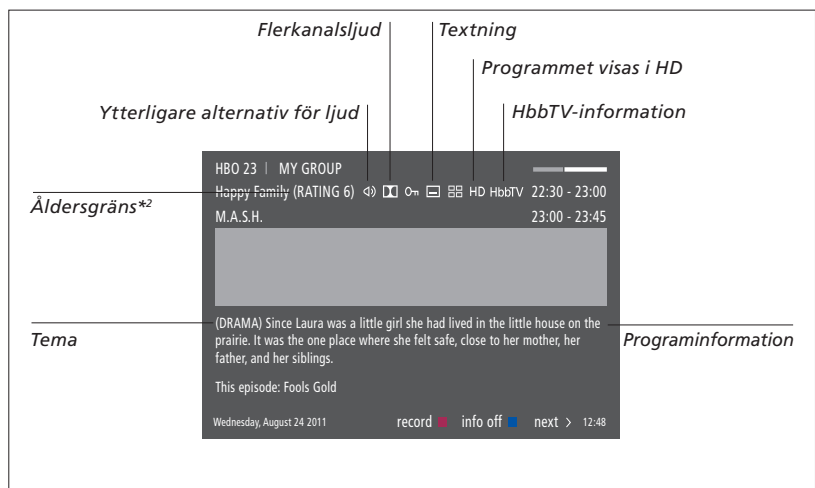 Flerkanalsljud
Textning
Programmet visas i HD
Ytterligare alternativ för ljud
HbbTV-information
HBO 23 | MY GROUP
Happy Family (RATING 6) HD HbbTV 22:30 - 23:00
Åldersgräns*2
M.A.S.H. 23:00 - 23:45
(DRAMA) Since Laura was a little girl she had lived in the little house on the
Tema
prairie. It was the one place where she felt safe, close to her mother, her
Programinformation
father, and her siblings.
This episode: Fools Gold
Wednesday, August 24 2011 record info off next > 12:48